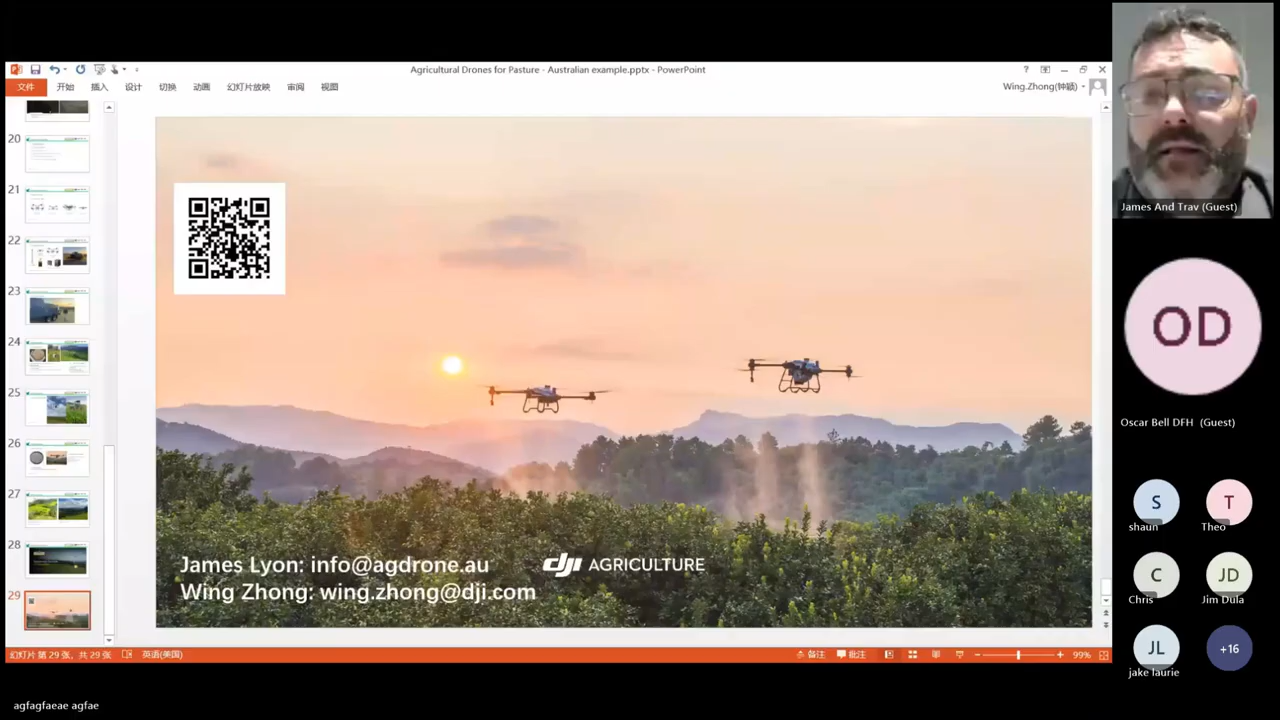 Agricultural Drones for Pasture - Australian example.pptx - PowerPoint
文件
开始
插入
设计
切换
动画
幻灯片放映
审阅
视图
Wing.Zhong(钟颖)
20
21
22
23
24
25
26
27
28
29
James Lyon: info@agdrone.au
Wing Zhong: wing.zhong@dji.com
dji AGRICULTURE
幻灯片 第 29 张, 共 29 张
英语(美国)
备注
批注
99%
James And Trav (Guest)
OD
Oscar Bell DFH (Guest)
S
T
shaun
Theo
C
JD
Chris
Jim Dula
JL
+16
jake laurie
agfagfaeae agfae